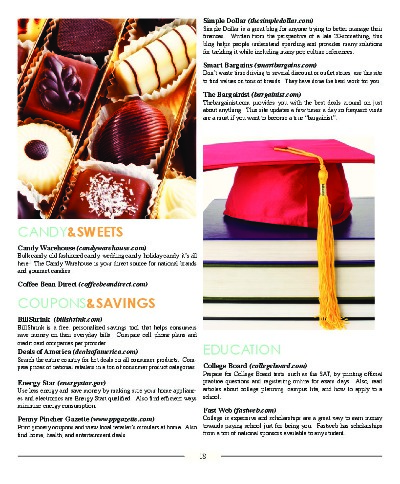 CANDY&SWEETS
Candy Warehouse (candywarehouse.com)
Bulk candy, old fashioned candy, wedding candy, holiday candy, it's all
here. The Candy Warehouse is your direct source for national brands
and gourmet candies.
Coffee Bean Direct (coffeebeandirect.com)
COUPONS&SAVINGS
BillShrink (billshrink.com)
BillShrink is a free, personalized savings tool that helps consumers
save money on their everyday bills. Compare cell phone plans and
credit card companies per provider.
Deals of America (dealsofamerica.com)
Search the entire country for hot deals on all consumer products. Com-
pare prices of national retailers in a ton of consumer product categories.
Energy Star (energystar.gov)
Use less energy and save money by making sure your home applianc-
es and electronics are Energy Star qualified. Also find efficient ways
minimize energy consumption.
Penny Pincher Gazette (www.ppgazette.com)
Print grocery coupons and view local retailer's circulars at home. Also
find home, health, and entertainment deals.
Simple Dollar (thesimpledollar.com)
Simple Dollar is a great blog for anyone trying to better manage their
finances. Written from the perspective of a late 20-something, this
blog helps people understand spending and provides many solutions
for tackling it while including many pop culture references.
Smart Bargains (smartbargains.com)
Don't waste time driving to several discount or outlet stores, use this site
to find values on tons of brands. They have done the hard work for you.
The Bargainist (bargainist.com)
Thebargainist.com provides you with the best deals around on just
about anything. This site updates a few times a day so frequent visits
are a must if you want to become a true "bargainist".
EDUCATION
College Board (collegeboard.com)
Prepare for College Board tests, such as the SAT, by printing official
practice questions and registering online for exam days. Also, read
articles about college planning, campus life, and how to apply to a
school.
Fast Web (fastweb.com)
College is expensive and scholarships are a great way to earn money
towards paying school just for being you. Fastweb has scholarships
from a ton of national sponsors available to any student.